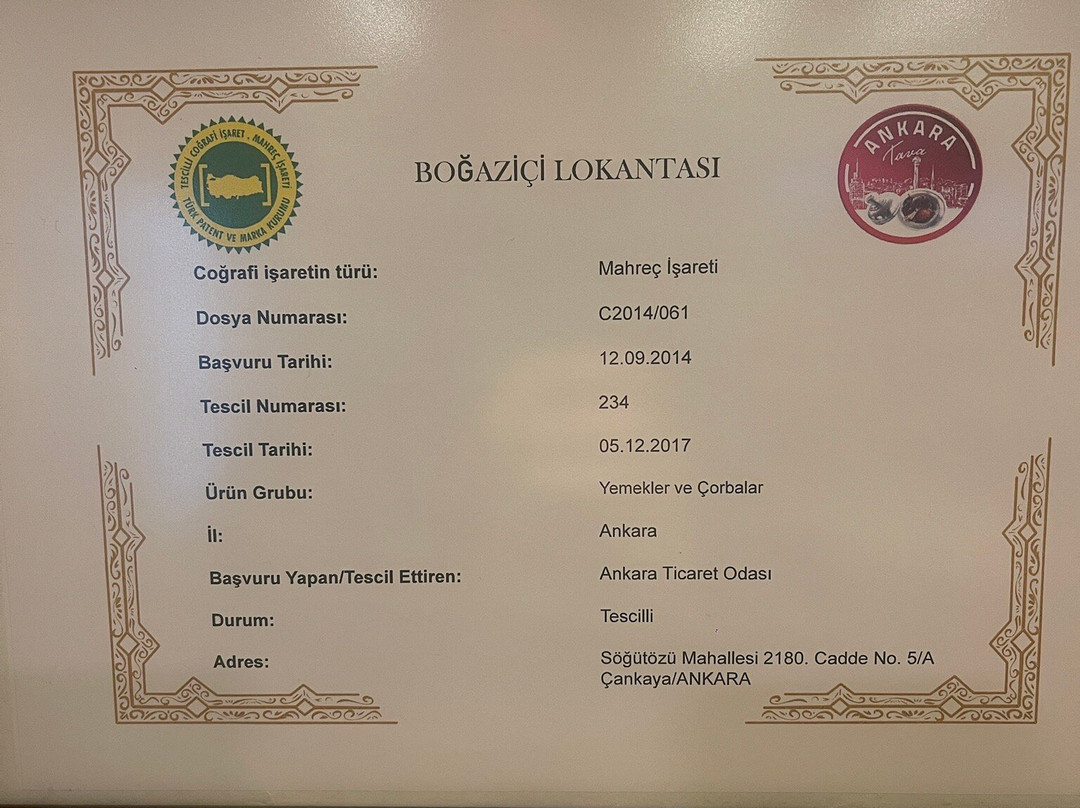 TESCİLLİ COĞRAFİ İŞARET . MAHREÇ İŞARETİ
TÜRK PATENT VE MARKA KURUMU
BOĞAZİÇİ LOKANTASI
ANKARA
Tava
Coğrafi işaretin türü: Mahreç İşareti
Dosya Numarası: C2014/061
Başvuru Tarihi: 12.09.2014
Tescil Numarası: 234
Tescil Tarihi: 05.12.2017
Ürün Grubu: Yemekler ve Çorbalar
İl: Ankara
Başvuru Yapan/Tescil Ettiren: Ankara Ticaret Odası
Durum: Tescilli
Adres: Söğütözü Mahallesi 2180. Cadde No. 5/A
Çankaya/ANKARA